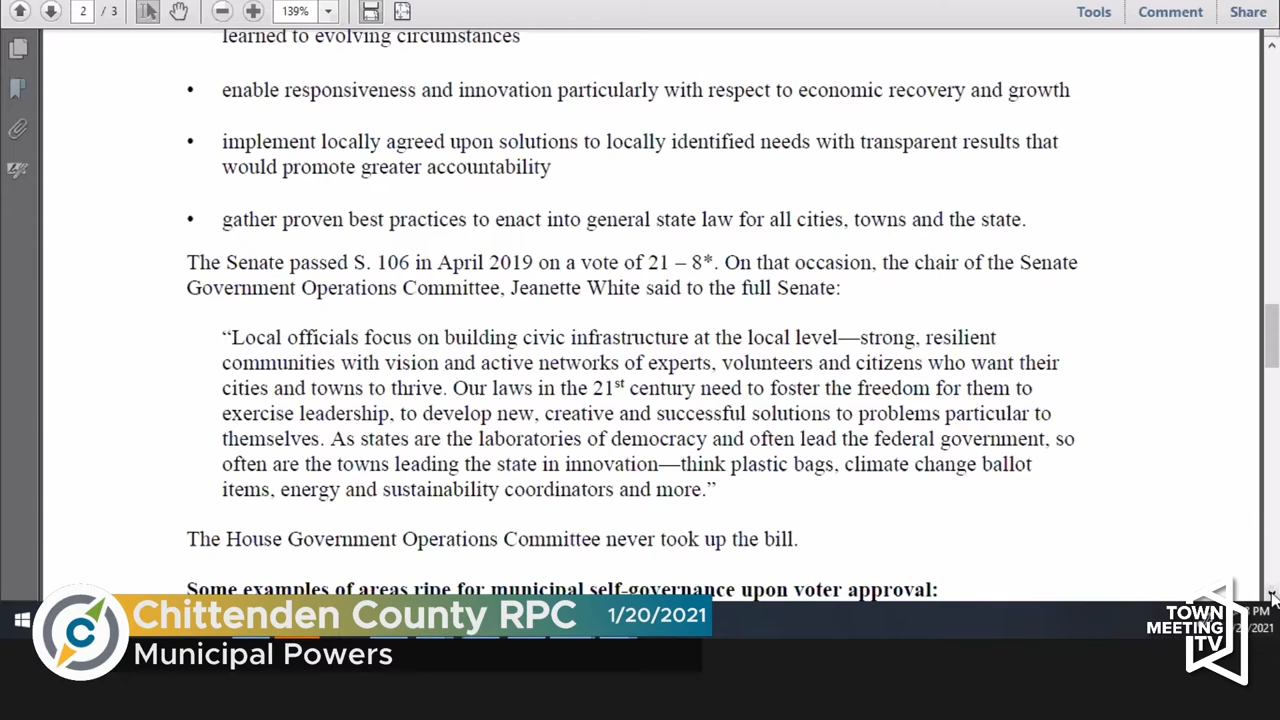 2 / 3
139%
Tools Comment Share
learned to evolving circumstances
• enable responsiveness and innovation particularly with respect to economic recovery and growth
• implement locally agreed upon solutions to locally identified needs with transparent results that
would promote greater accountability
• gather proven best practices to enact into general state law for all cities, towns and the state.
The Senate passed S. 106 in April 2019 on a vote of 21 – 8*. On that occasion, the chair of the Senate
Government Operations Committee, Jeanette White said to the full Senate:
“Local officials focus on building civic infrastructure at the local level—strong, resilient
communities with vision and active networks of experts, volunteers and citizens who want their
cities and towns to thrive. Our laws in the 21st century need to foster the freedom for them to
exercise leadership, to develop new, creative and successful solutions to problems particular to
themselves. As states are the laboratories of democracy and often lead the federal government, so
often are the towns leading the state in innovation—think plastic bags, climate change ballot
items, energy and sustainability coordinators and more.”
The House Government Operations Committee never took up the bill.
Some examples of areas ripe for municipal self-governance upon voter approval:
C
Chittenden County RPC 1/20/2021
Municipal Powers
TOWN
MEETING
TV